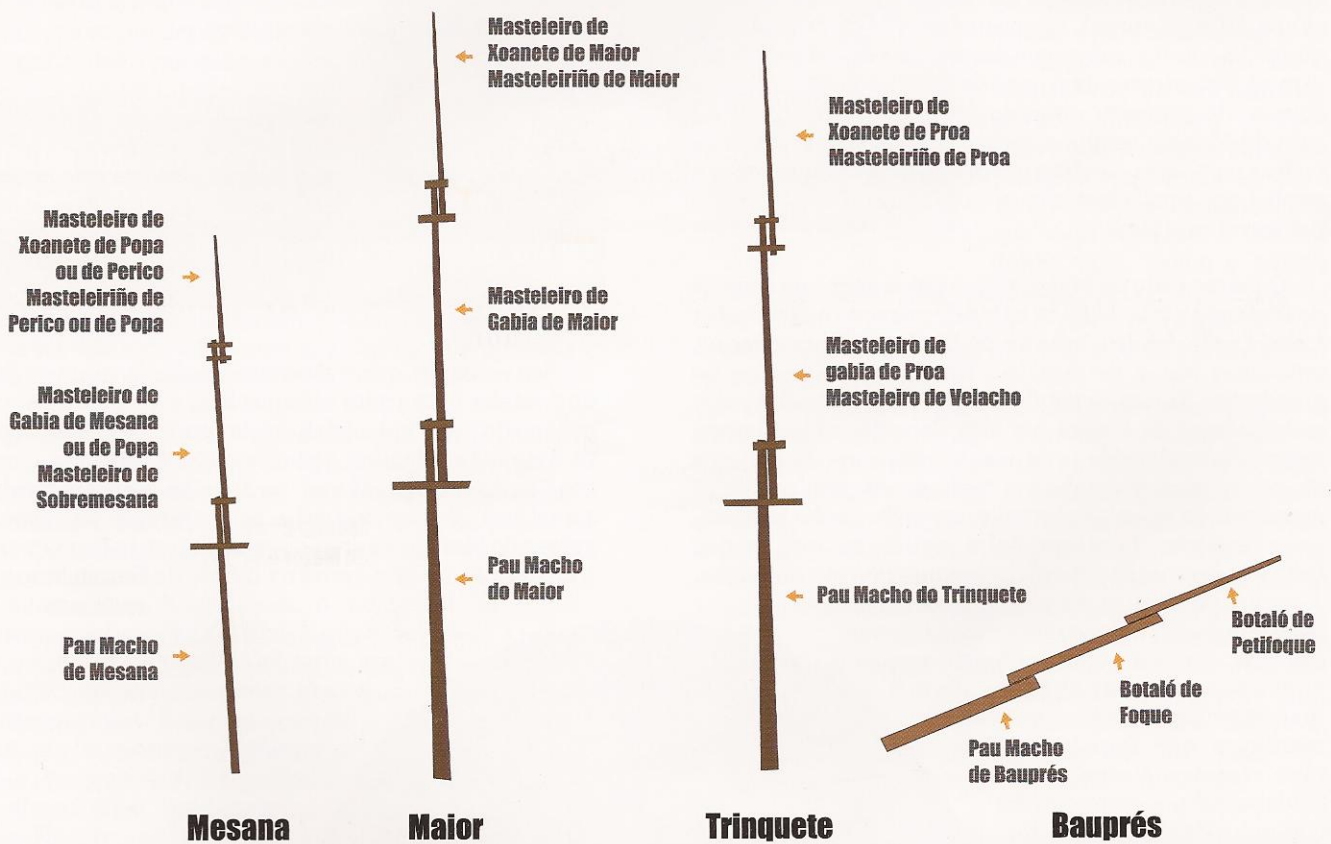 Masteleiro de
Xoanete de Popa
ou de Perico
Masteleiriño de
Perico ou de Popa
Masteleiro de
Gabia de Mesana
ou de Popa
Masteleiro de
Sobremesana
Pau Macho
de Mesana
Mesana
Masteleiro de
Xoanete de Maior
Masteleiriño de Maior
Masteleiro de
Gabia de Maior
Pau Macho
do Maior
Maior
Masteleiro de
Xoanete de Proa
Masteleiriño de Proa
Masteleiro de
gabia de Proa
Masteleiro de Velacho
Pau Macho do Trinquete
Trinquete
Botaló de
Petifoque
Botaló de
Foque
Pau Macho
de Bauprés
Bauprés